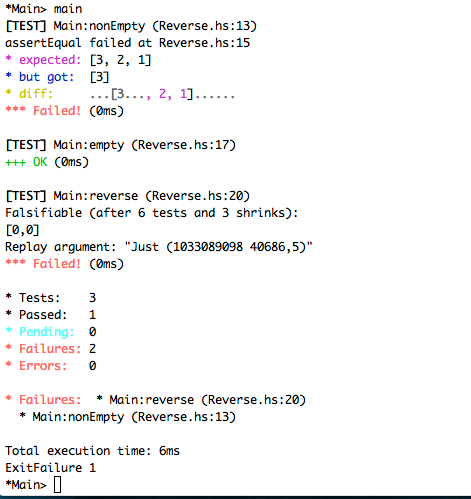 *Main> main
[TEST] Main:nonEmpty (Reverse.hs:13)
assertEqual failed at Reverse.hs:15
* expected: [3, 2, 1]
* but got:  [3]
* diff:     ...[3..., 2, 1]......
*** Failed! (0ms)
[TEST] Main:empty (Reverse.hs:17)
+++ OK (0ms)
[TEST] Main:reverse (Reverse.hs:20)
Falsifiable (after 6 tests and 3 shrinks):
[0,0]
Replay argument: "Just (1033089098 40686,5)"
*** Failed! (0ms)
* Tests:    3
* Passed:   1
* Pending:  0
* Failures: 2
* Errors:   0
* Failures:  * Main:reverse (Reverse.hs:20)
  * Main:nonEmpty (Reverse.hs:13)
Total execution time: 6ms
ExitFailure 1
*Main>